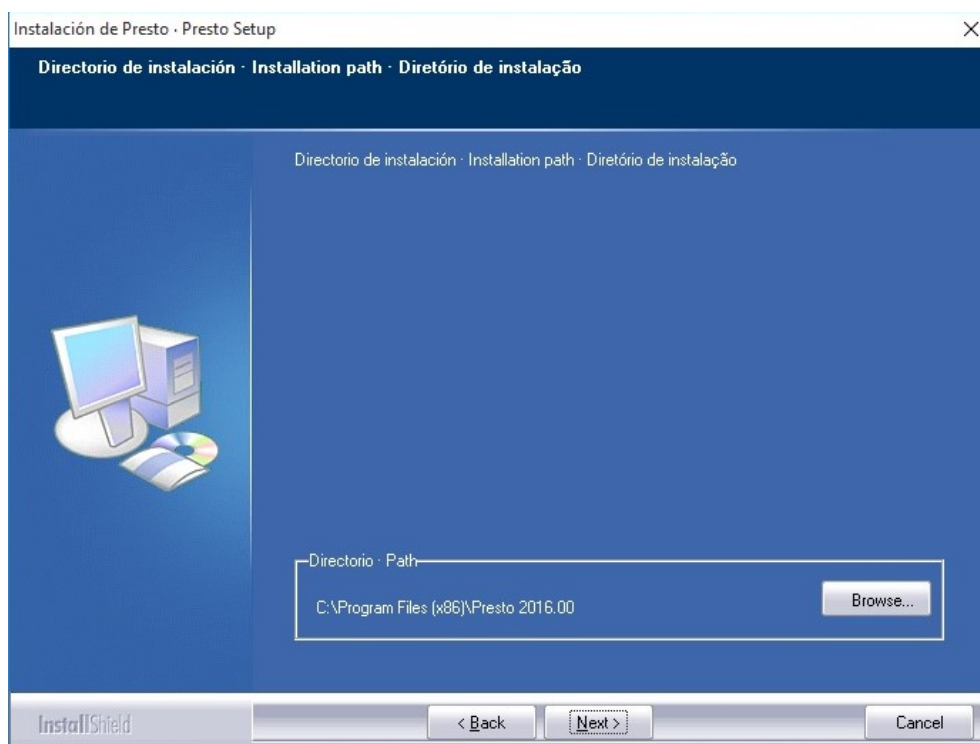 Instalación de Presto · Presto Setup
Directorio de instalación · Installation path · Diretório de instalação
Directorio de instalación · Installation path · Diretório de instalação
Directorio · Path
C:\Program Files (x86)\Presto 2016.00
Browse...
InstallShield
< Back
Next >
Cancel